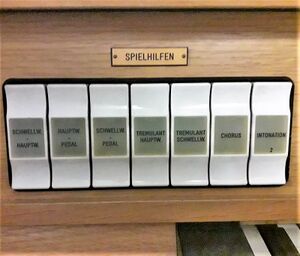 SPIELHILFEN
SCHWELLW.
-
HAUPTW.
HAUPTW.
-
PEDAL
SCHWELLW.
-
PEDAL
TREMULANT
HAUPTW.
TREMULANT
SCHWELLW.
CHORUS
INTONATION
2